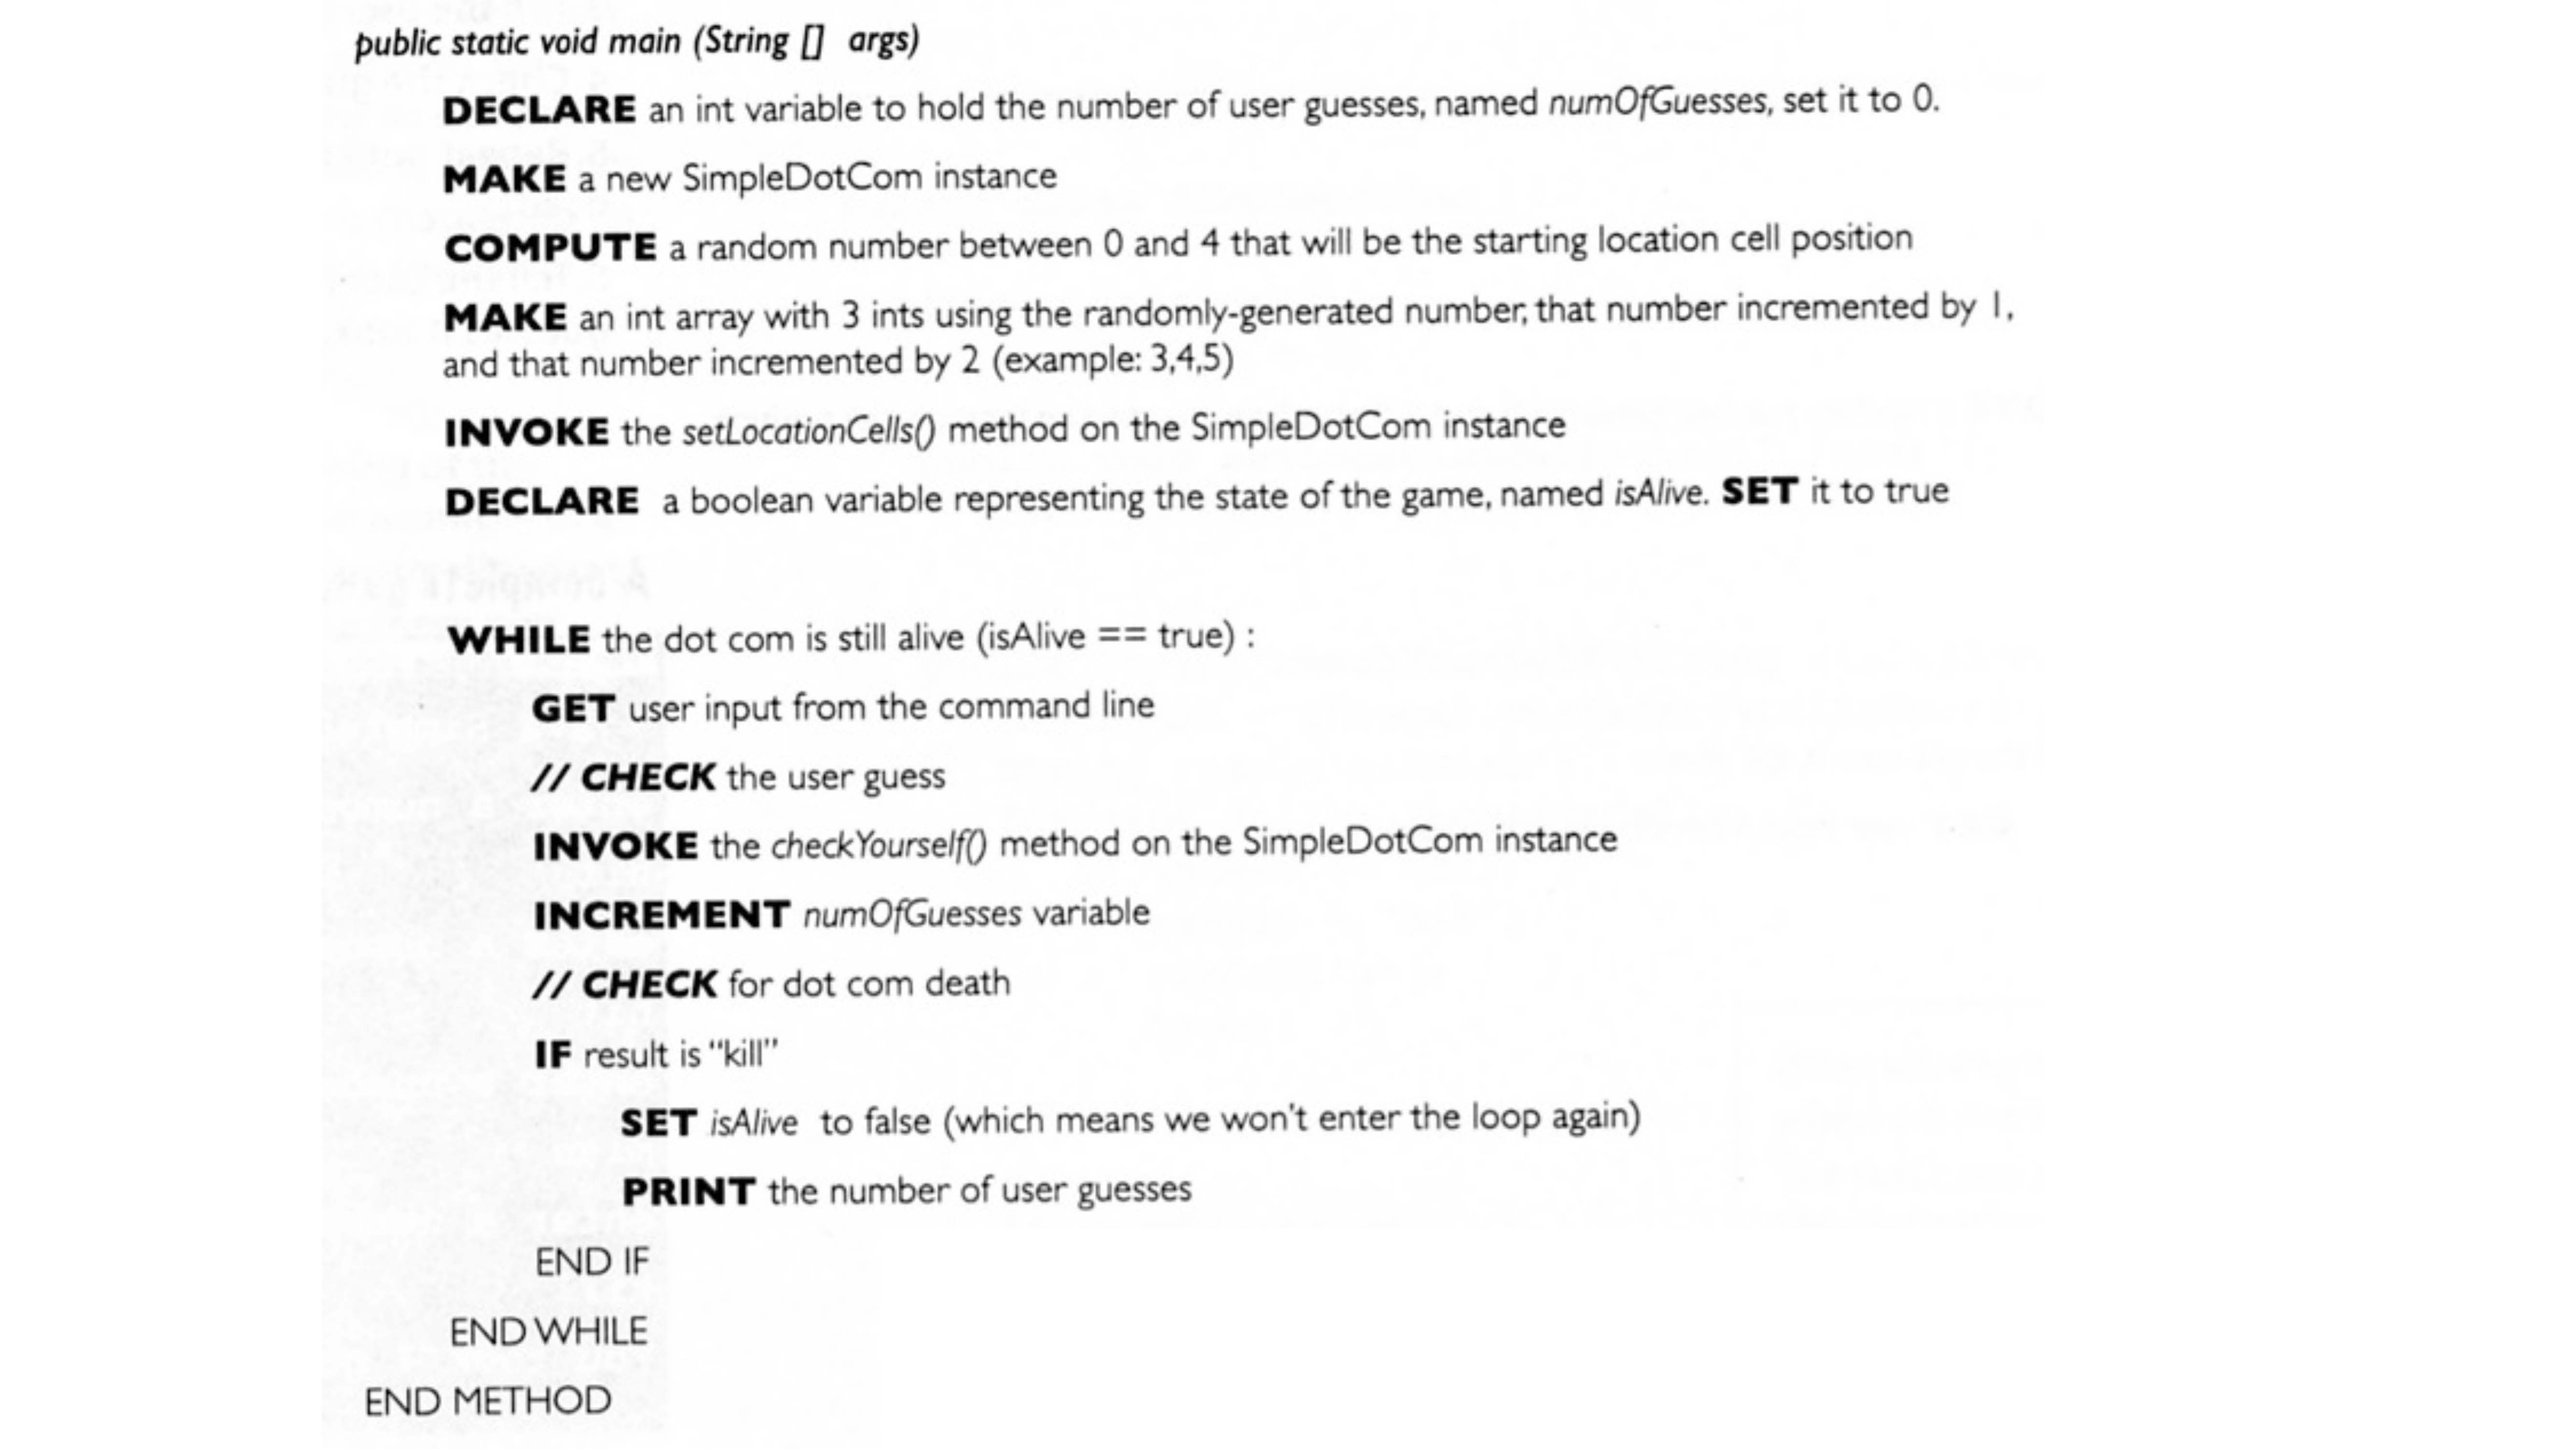 public static void main (String [] args)
DECLARE an int variable to hold the number of user guesses, named numOfGuesses, set it to 0.
MAKE a new SimpleDotCom instance
COMPUTE a random number between 0 and 4 that will be the starting location cell position
MAKE an int array with 3 ints using the randomly-generated number, that number incremented by 1,
and that number incremented by 2 (example: 3,4,5)
INVOKE the setLocationCells() method on the SimpleDotCom instance
DECLARE a boolean variable representing the state of the game, named isAlive. SET it to true
WHILE the dot com is still alive (isAlive == true) :
GET user input from the command line
// CHECK the user guess
INVOKE the checkYourself() method on the SimpleDotCom instance
INCREMENT numOfGuesses variable
// CHECK for dot com death
IF result is “kill”
SET isAlive to false (which means we won't enter the loop again)
PRINT the number of user guesses
END IF
END WHILE
END METHOD